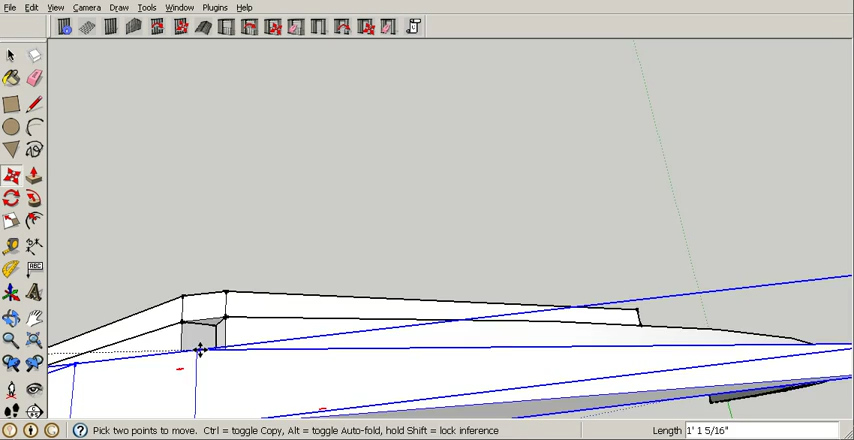 File Edit View Camera Draw Tools Window Plugins Help
ABC
A
? Pick two points to move. Ctrl = toggle Copy, Alt = toggle Auto-fold, hold Shift = lock inference Length 1' 1 5/16"